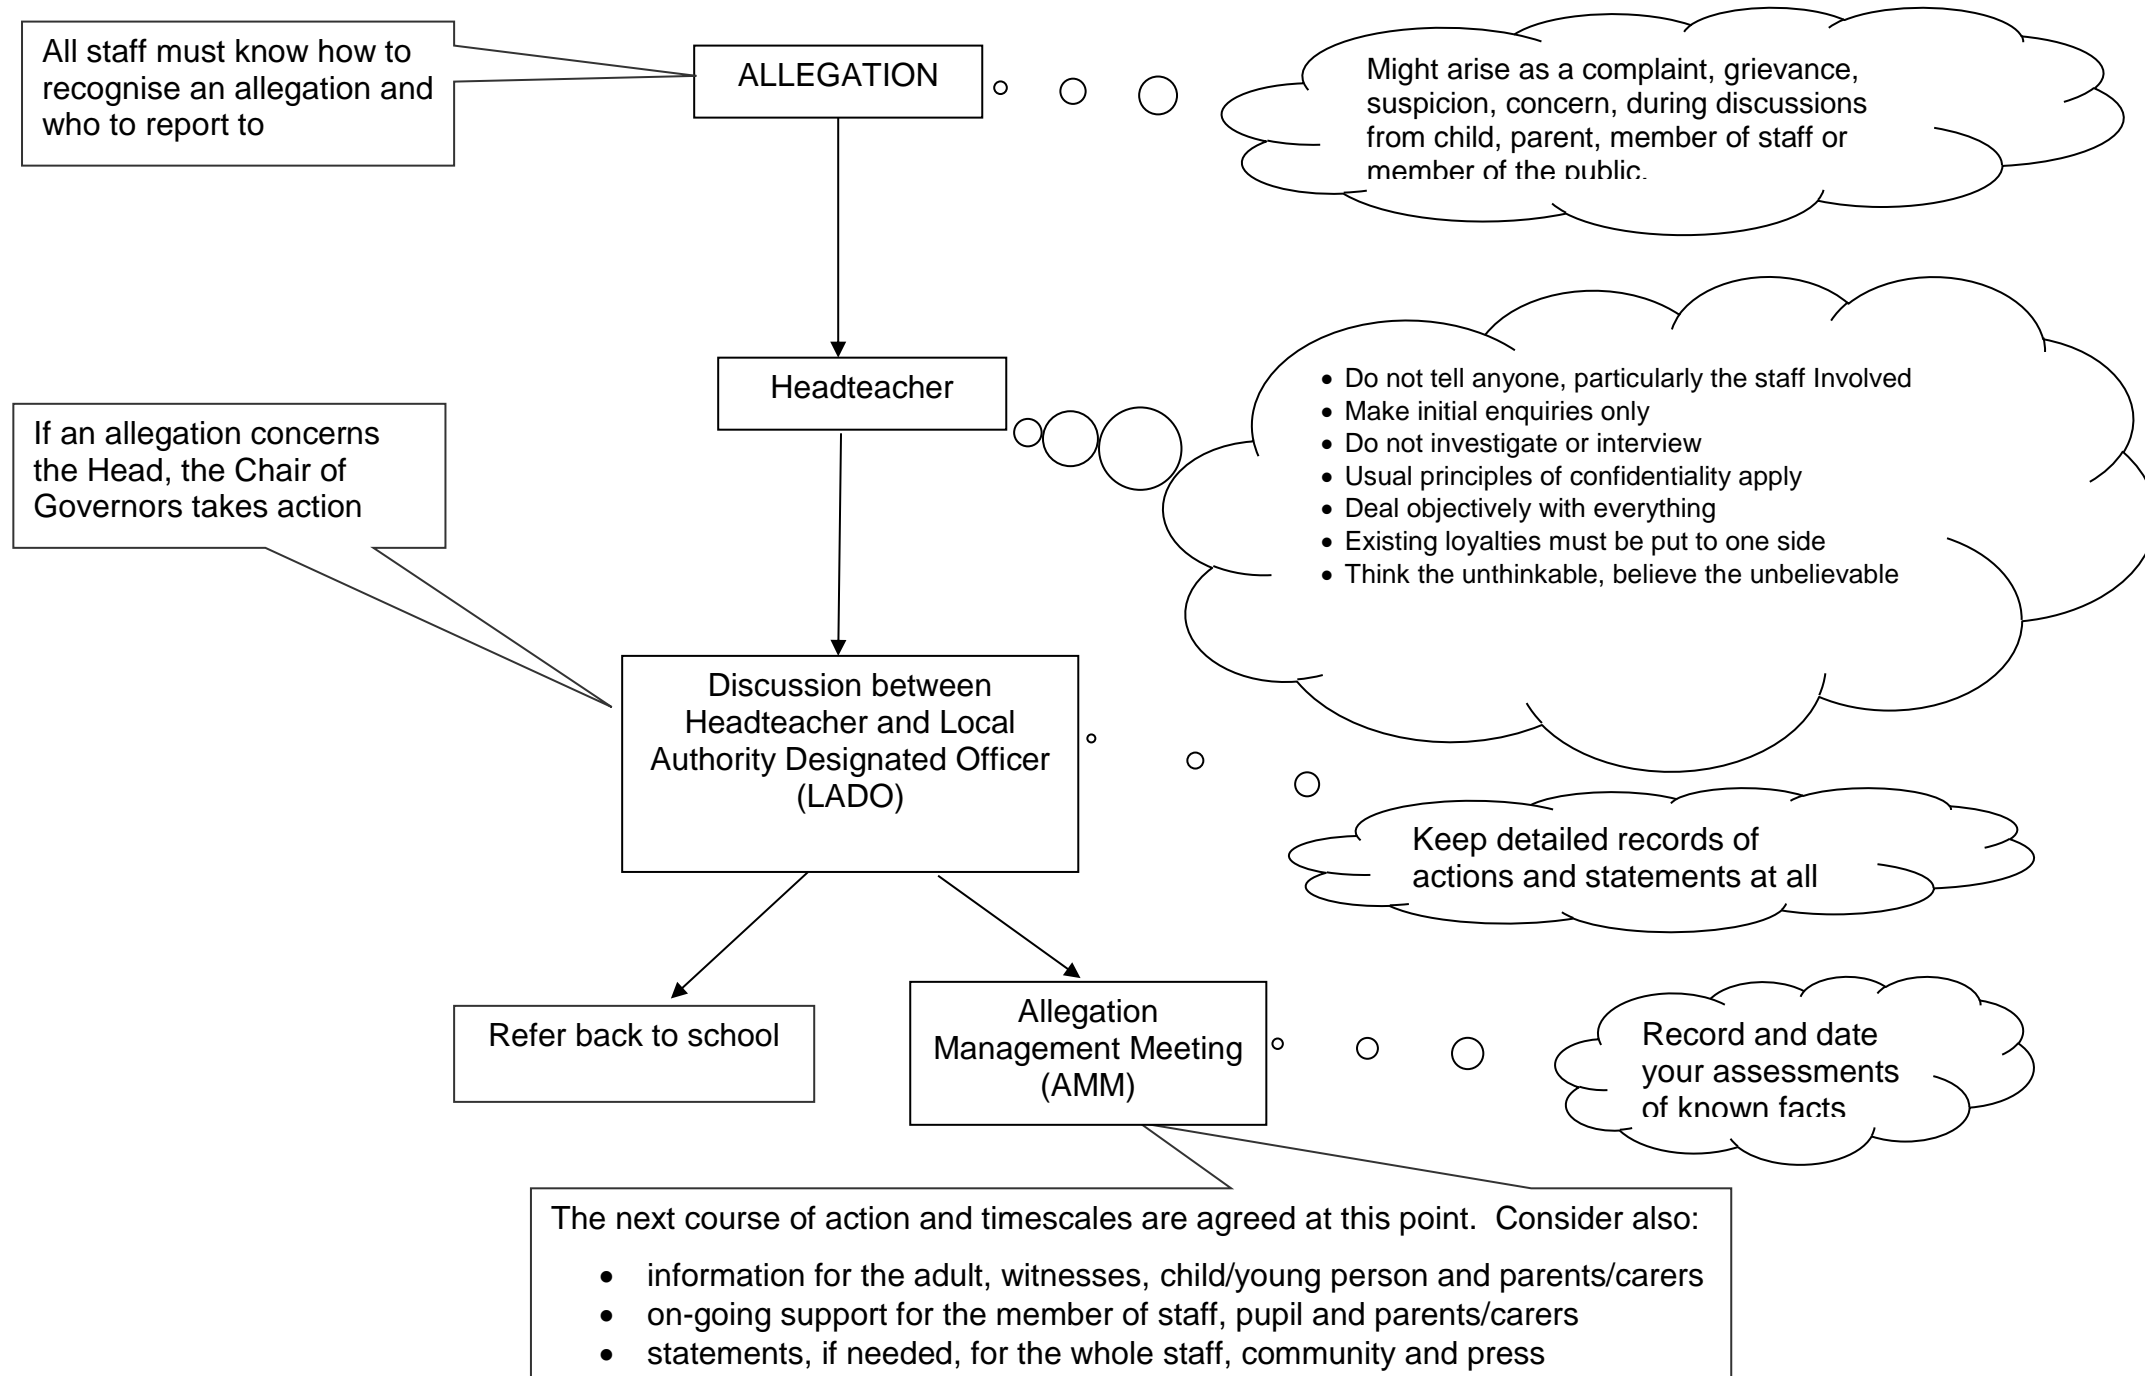 All staff must know how to
recognise an allegation and
who to report to
ALLEGATION
Might arise as a complaint, grievance,
suspicion, concern, during discussions
from child, parent, member of staff or
member of the public.
Headteacher
• Do not tell anyone, particularly the staff Involved
• Make initial enquiries only
• Do not investigate or interview
• Usual principles of confidentiality apply
• Deal objectively with everything
• Existing loyalties must be put to one side
• Think the unthinkable, believe the unbelievable
If an allegation concerns
the Head, the Chair of
Governors takes action
Discussion between
Headteacher and Local
Authority Designated Officer
(LADO)
Keep detailed records of
actions and statements at all
Refer back to school
Allegation
Management Meeting
(AMM)
Record and date
your assessments
of known facts
The next course of action and timescales are agreed at this point.  Consider also:
• information for the adult, witnesses, child/young person and parents/carers
• on-going support for the member of staff, pupil and parents/carers
• statements, if needed, for the whole staff, community and press